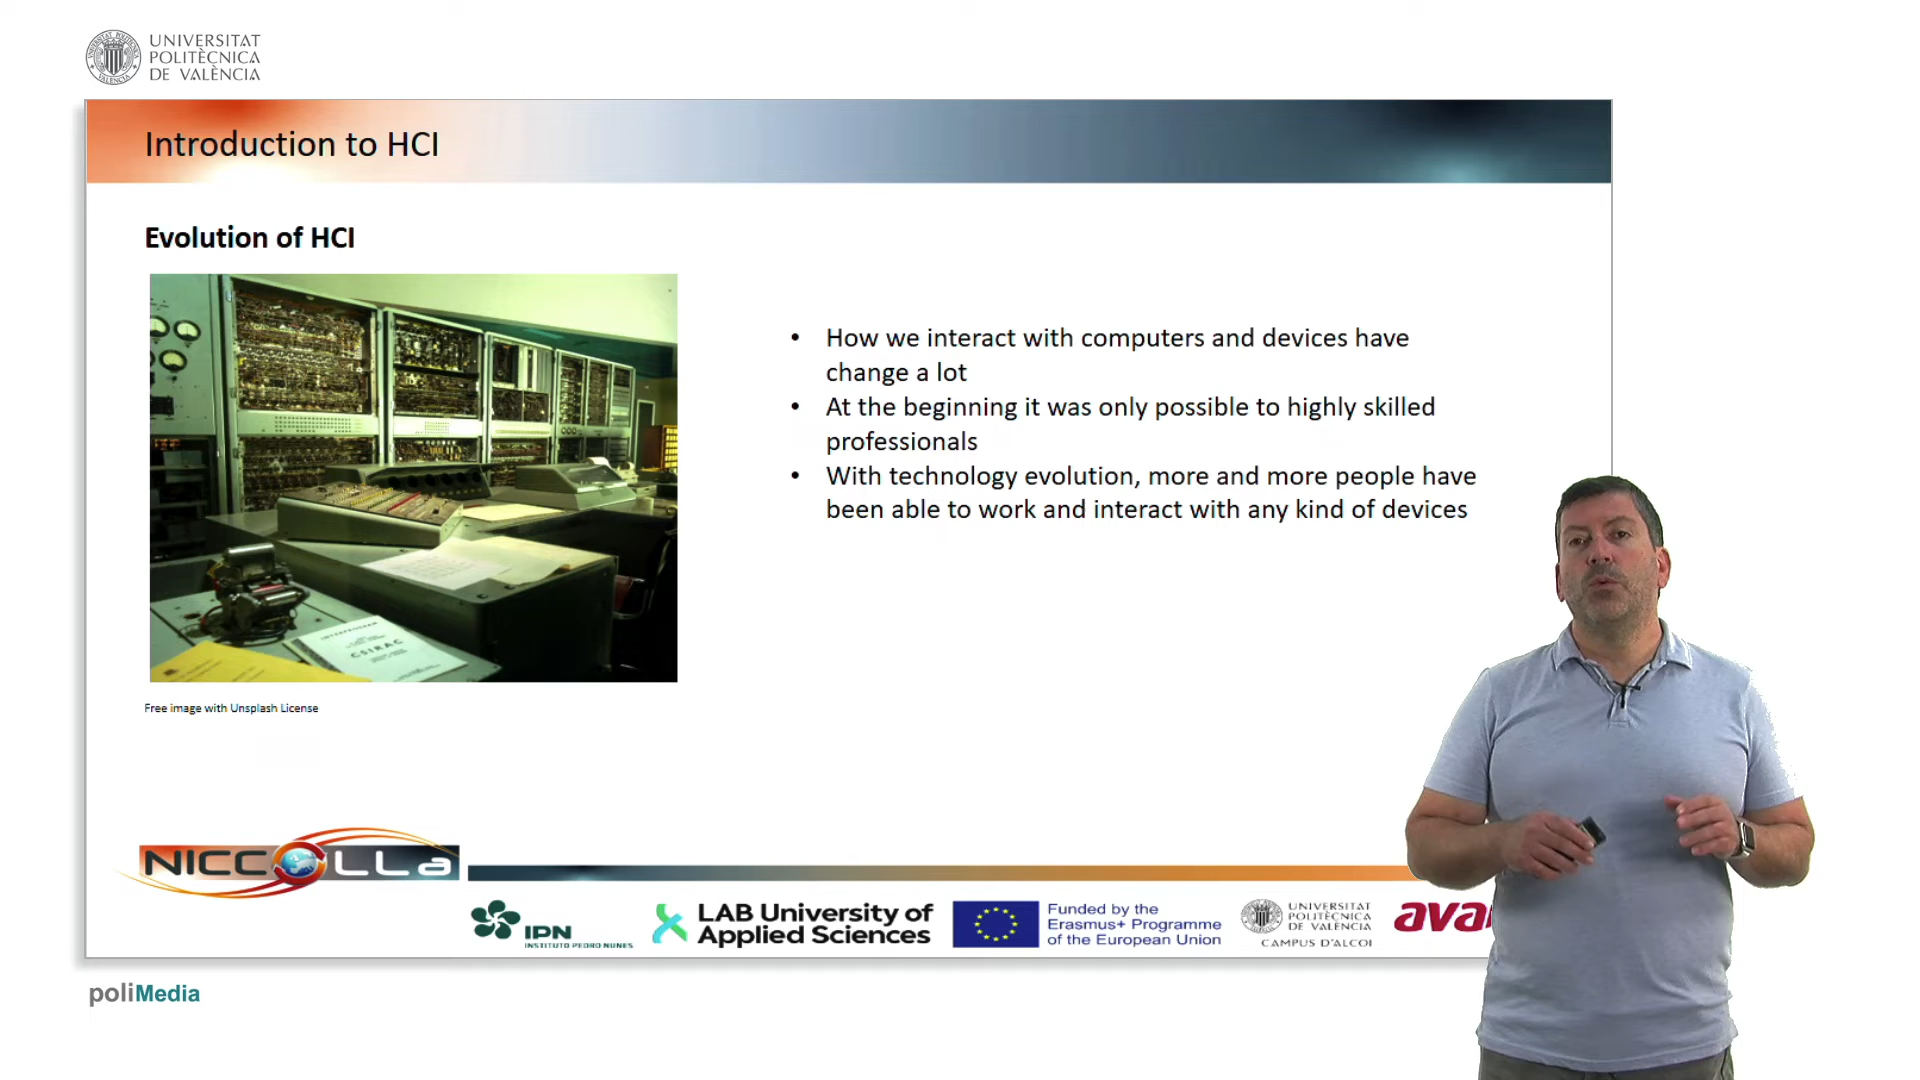 UNIVERSITAT
POLITÈCNICA
DE VALÈNCIA
Introduction to HCI
Evolution of HCI
• How we interact with computers and devices have
change a lot
• At the beginning it was only possible to highly skilled
professionals
• With technology evolution, more and more people have
been able to work and interact with any kind of devices
INTERPROGRAM
CSIRAC
Free image with Unsplash License
NICCOLLa
IPN
INSTITUTO PEDRO NUNES
LAB University of
Applied Sciences
Funded by the
Erasmus+ Programme
of the European Union
UNIVERSITAT
POLITÈCNICA
DE VALÈNCIA
CAMPUS D'ALCOI
poliMedia